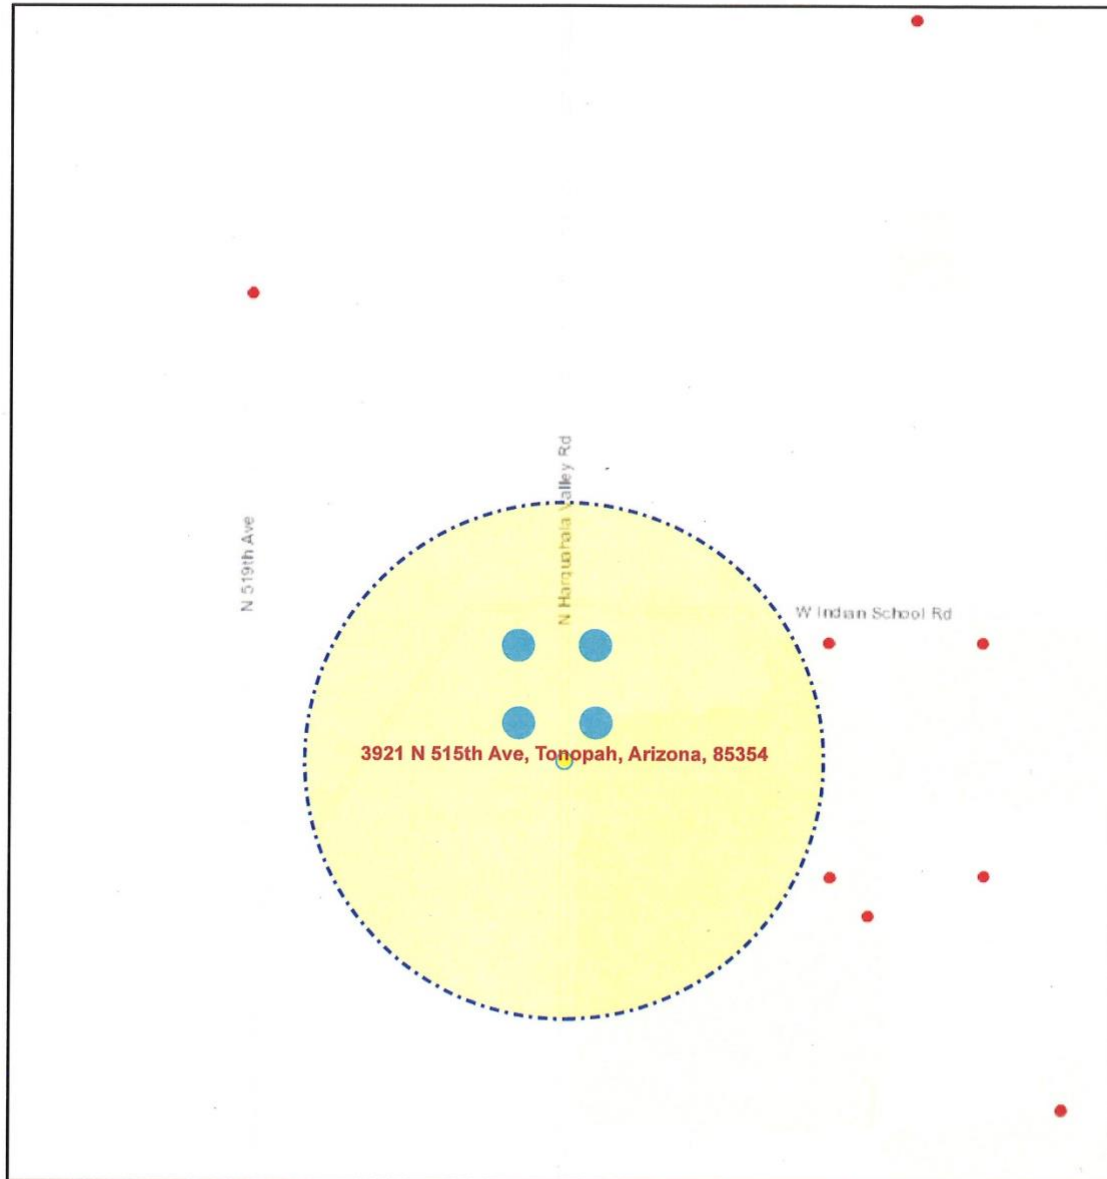 N Harquahala Valley Rd
N 519th Ave
W Indian School Rd
3921 N 515th Ave, Tonopah, Arizona, 85354